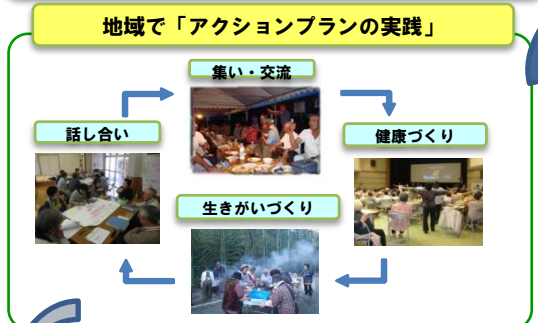 地域で「アクションプランの実践」
集い・交流
話し合い
健康づくり
生きがいづくり